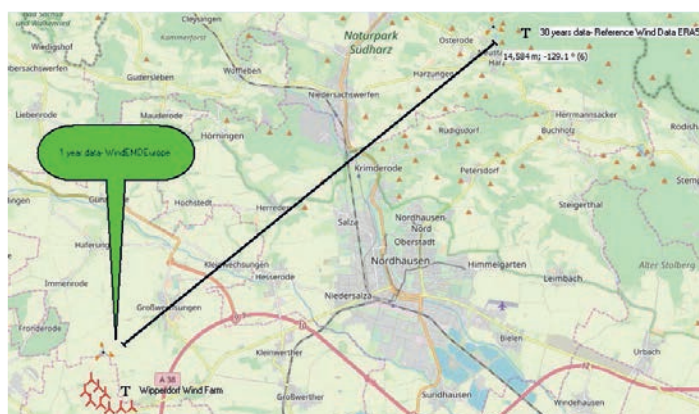 Cleysingen
Kammerforst
Wiedigshof
Naturpark
Südharz
Osterode
T
30 years data- Reference Wind Data ERA5
14,584 m; -129.1 ° (6)
Harz
Woffleben
Harzungen
Gudersleben
Niedersachswerfen
Liebenrode
Mauderode
Herrmannsacker
Buchholz
Hörningen
Rüdigsdorf
1 year data- WindEMDEurope
Krimderode
Petersdorf
Hochstedt
Steigerthal
Salza
Nordhausen
Nord
Oberstadt
Alter Stolberg
Kleinwechsungen
Nordhausen
Himmelgarten
Hesserode
Leimbach
Immenrode
Niedersalza
Großwechsungen
Fronderode
Bielen
Kleinwerther
Urbach
A 38
T
Wippeldorf Wind Farm
Großwerther
Sundhausen
Windehausen